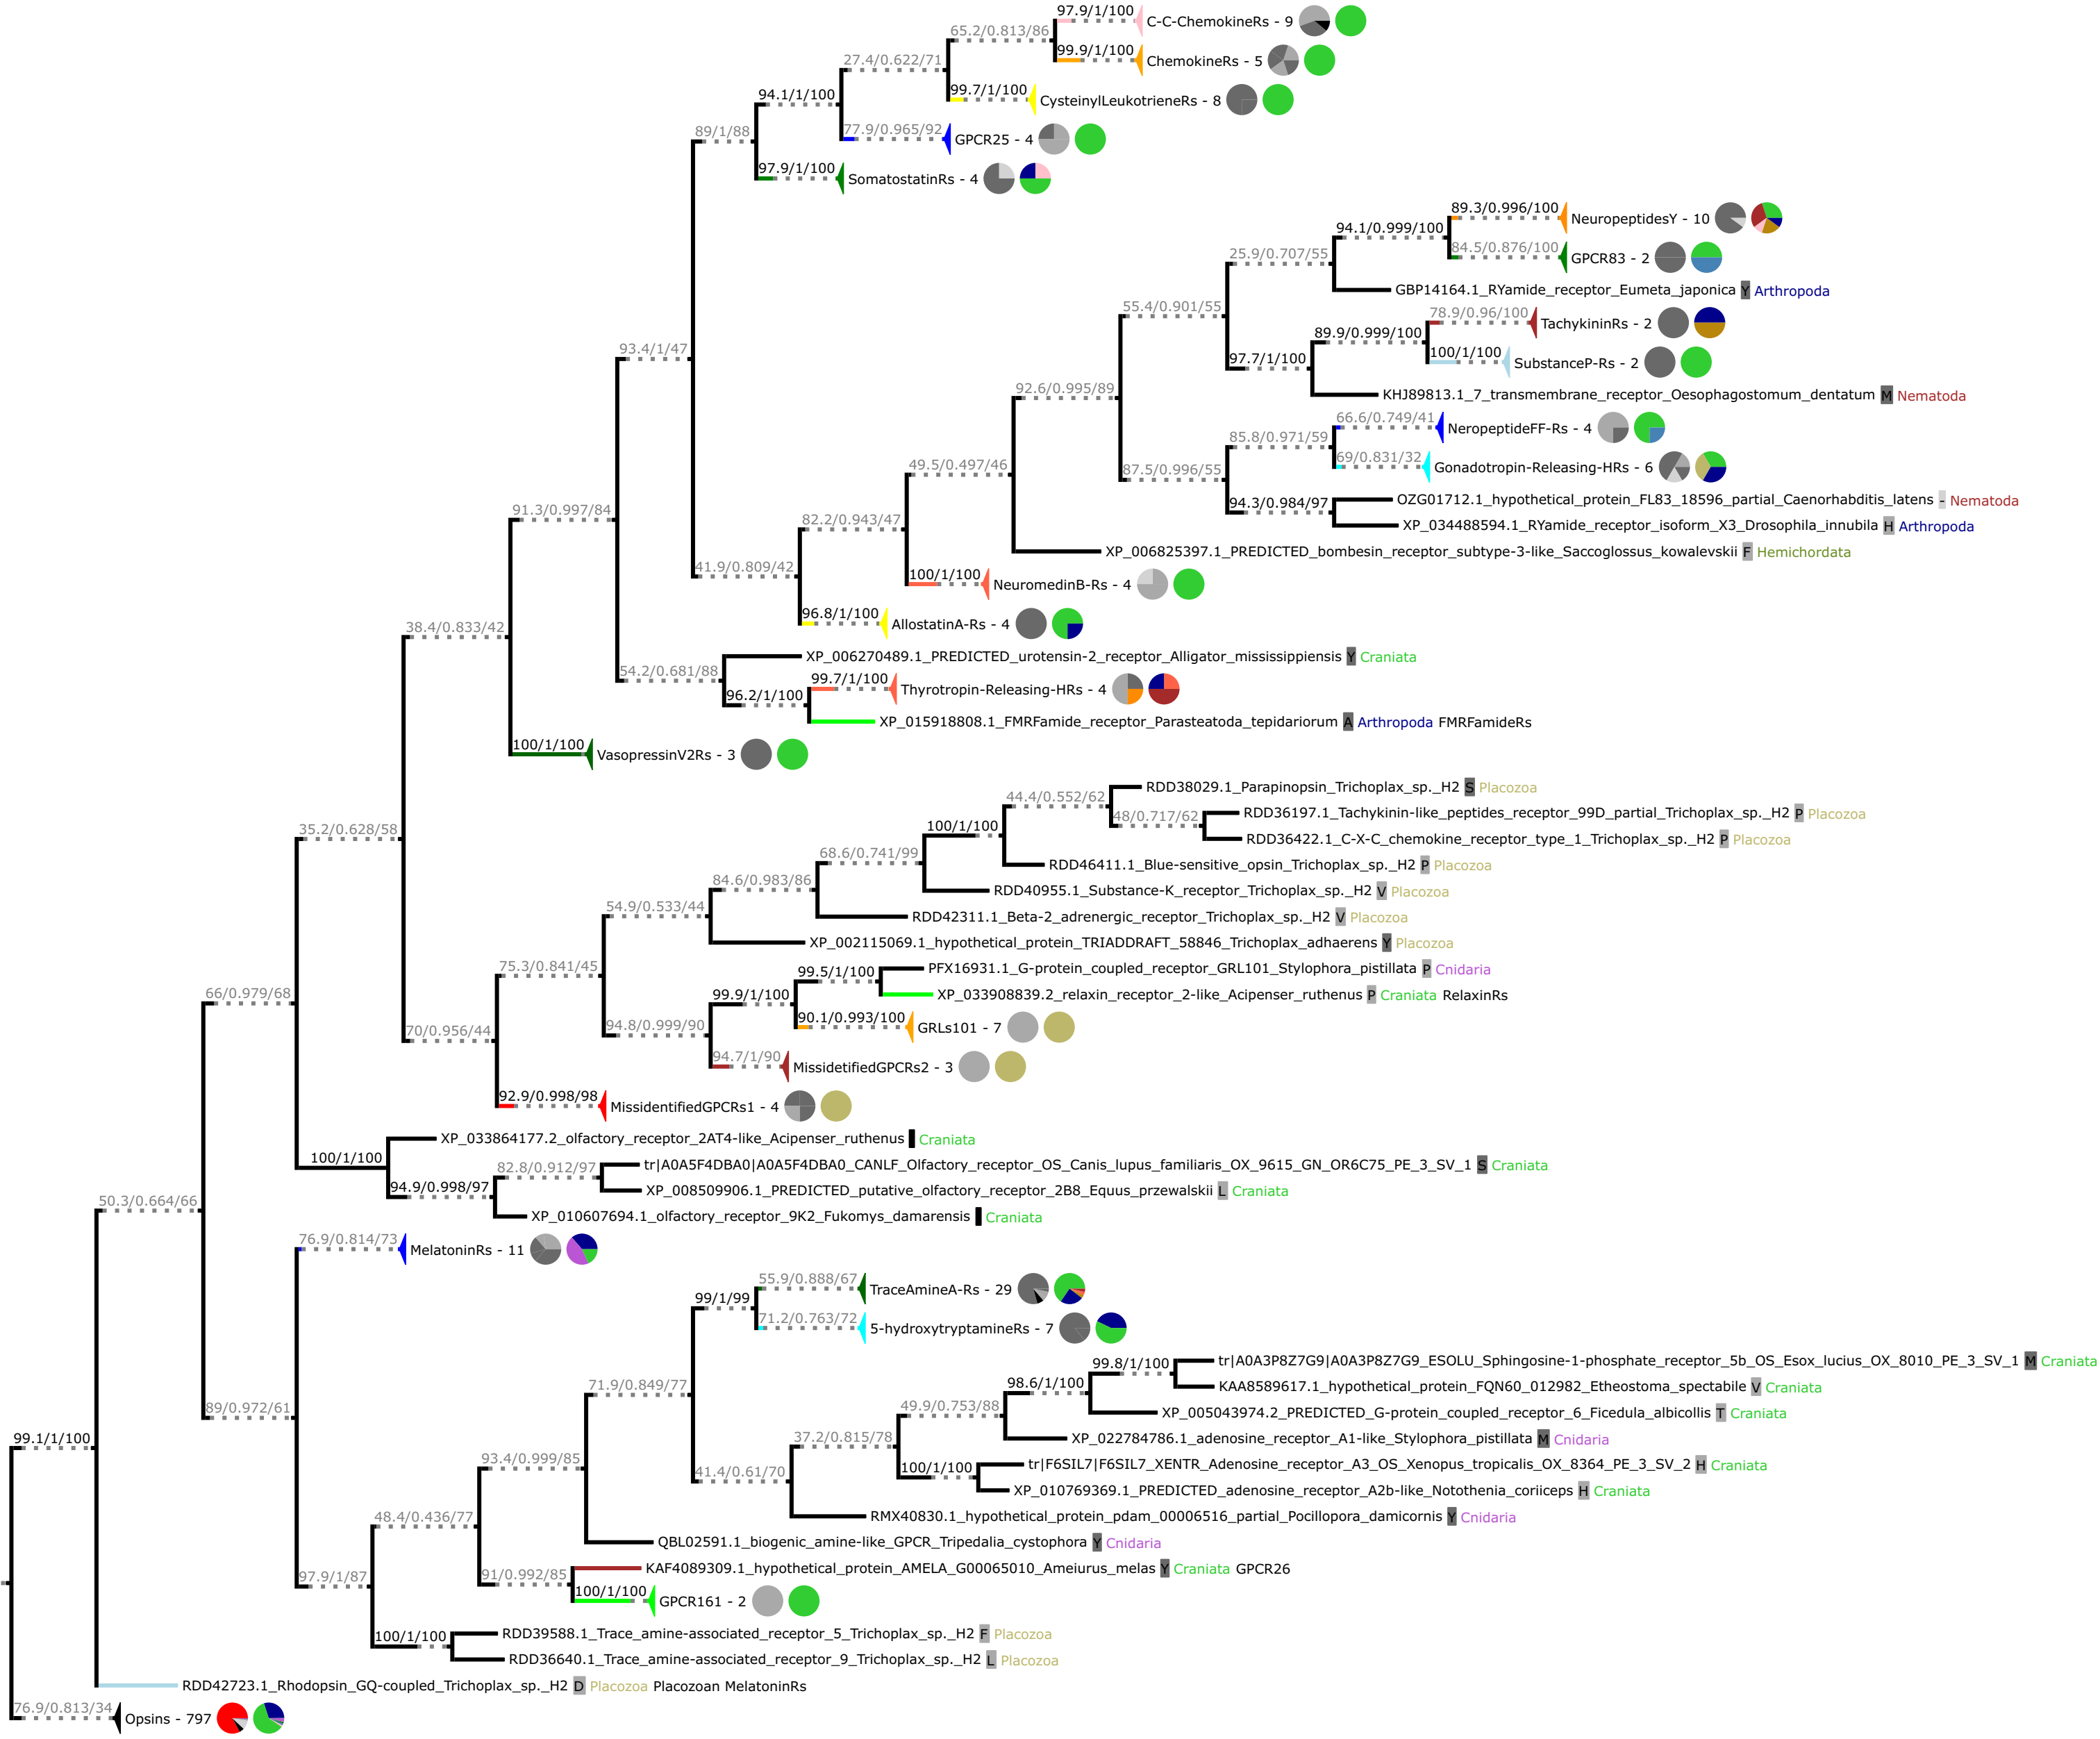 97.9/1/100 C-C-ChemokineRs - 9
65.2/0.813/86
99.9/1/100 ChemokineRs - 5
27.4/0.622/71
99.7/1/100 CysteinylLeukotrieneRs - 8
94.1/1/100
77.9/0.965/92 GPCR25 - 4
89/1/88
97.9/1/100 SomatostatinRs - 4
89.3/0.996/100 NeuropeptidesY - 10
94.1/0.999/100
84.5/0.876/100 GPCR83 - 2
25.9/0.707/55
GBP14164.1_RYamide_receptor_Eumeta_japonica Y Arthropoda
55.4/0.901/55
78.9/0.96/100 TachykininRs - 2
89.9/0.999/100
93.4/1/47
97.7/1/100
100/1/100 SubstanceP-Rs - 2
92.6/0.995/89
KHJ89813.1_7_transmembrane_receptor_Oesophagostomum_dentatum M Nematoda
66.6/0.749/41 NeropeptideFF-Rs - 4
85.8/0.971/59
69/0.831/32 Gonadotropin-Releasing-HRs - 6
49.5/0.497/46
87.5/0.996/55
94.3/0.984/97
OZG01712.1_hypothetical_protein_FL83_18596_partial_Caenorhabditis_latens - Nematoda
91.3/0.997/84
82.2/0.943/47
XP_034488594.1_RYamide_receptor_isoform_X3_Drosophila_innubila H Arthropoda
XP_006825397.1_PREDICTED_bombesin_receptor_subtype-3-like_Saccoglossus_kowalevskii F Hemichordata
41.9/0.809/42
100/1/100 NeuromedinB-Rs - 4
96.8/1/100 AllostatinA-Rs - 4
38.4/0.833/42
XP_006270489.1_PREDICTED_urotensin-2_receptor_Alligator_mississippiensis Y Craniata
54.2/0.681/88
99.7/1/100 Thyrotropin-Releasing-HRs - 4
96.2/1/100
XP_015918808.1_FMRFamide_receptor_Parasteatoda_tepidariorum A Arthropoda FMRFamideRs
100/1/100 VasopressinV2Rs - 3
RDD38029.1_Parapinopsin_Trichoplax_sp._H2 S Placozoa
44.4/0.552/62
48/0.717/62
RDD36197.1_Tachykinin-like_peptides_receptor_99D_partial_Trichoplax_sp._H2 P Placozoa
100/1/100
35.2/0.628/58
RDD36422.1_C-X-C_chemokine_receptor_type_1_Trichoplax_sp._H2 P Placozoa
68.6/0.741/99
RDD46411.1_Blue-sensitive_opsin_Trichoplax_sp._H2 P Placozoa
84.6/0.983/86
RDD40955.1_Substance-K_receptor_Trichoplax_sp._H2 V Placozoa
54.9/0.533/44
RDD42311.1_Beta-2_adrenergic_receptor_Trichoplax_sp._H2 V Placozoa
XP_002115069.1_hypothetical_protein_TRIADDRAFT_58846_Trichoplax_adhaerens Y Placozoa
75.3/0.841/45
99.5/1/100
PFX16931.1_G-protein_coupled_receptor_GRL101_Stylophora_pistillata P Cnidaria
66/0.979/68
99.9/1/100
XP_033908839.2_relaxin_receptor_2-like_Acipenser_ruthenus P Craniata RelaxinRs
70/0.956/44
94.8/0.999/90
90.1/0.993/100 GRLs101 - 7
94.7/1/90 MissidetifiedGPCRs2 - 3
92.9/0.998/98 MissidentifiedGPCRs1 - 4
XP_033864177.2_olfactory_receptor_2AT4-like_Acipenser_ruthenus Craniata
100/1/100
82.8/0.912/97
tr|A0A5F4DBA0|A0A5F4DBA0_CANLF_Olfactory_receptor_OS_Canis_lupus_familiaris_OX_9615_GN_OR6C75_PE_3_SV_1 S Craniata
94.9/0.998/97
XP_008509906.1_PREDICTED_putative_olfactory_receptor_2B8_Equus_przewalskii L Craniata
50.3/0.664/66
XP_010607694.1_olfactory_receptor_9K2_Fukomys_damarensis Craniata
76.9/0.814/73 MelatoninRs - 11
55.9/0.888/67 TraceAmineA-Rs - 29
99/1/99
71.2/0.763/72 5-hydroxytryptamineRs - 7
99.8/1/100
tr|A0A3P8Z7G9|A0A3P8Z7G9_ESOLU_Sphingosine-1-phosphate_receptor_5b_OS_Esox_lucius_OX_8010_PE_3_SV_1 M Craniata
71.9/0.849/77
98.6/1/100
KAA8589617.1_hypothetical_protein_FQN60_012982_Etheostoma_spectabile V Craniata
89/0.972/61
49.9/0.753/88
XP_005043974.2_PREDICTED_G-protein_coupled_receptor_6_Ficedula_albicollis T Craniata
99.1/1/100
37.2/0.815/78
XP_022784786.1_adenosine_receptor_A1-like_Stylophora_pistillata M Cnidaria
93.4/0.999/85
41.4/0.61/70
100/1/100
tr|F6SIL7|F6SIL7_XENTR_Adenosine_receptor_A3_OS_Xenopus_tropicalis_OX_8364_PE_3_SV_2 H Craniata
XP_010769369.1_PREDICTED_adenosine_receptor_A2b-like_Notothenia_coriiceps H Craniata
48.4/0.436/77
RMX40830.1_hypothetical_protein_pdam_00006516_partial_Pocillopora_damicornis Y Cnidaria
QBL02591.1_biogenic_amine-like_GPCR_Tripedalia_cystophora Y Cnidaria
97.9/1/87
91/0.992/85
KAF4089309.1_hypothetical_protein_AMELA_G00065010_Ameiurus_melas Y Craniata GPCR26
100/1/100 GPCR161 - 2
100/1/100
RDD39588.1_Trace_amine-associated_receptor_5_Trichoplax_sp._H2 F Placozoa
RDD36640.1_Trace_amine-associated_receptor_9_Trichoplax_sp._H2 L Placozoa
RDD42723.1_Rhodopsin_GQ-coupled_Trichoplax_sp._H2 D Placozoa Placozoan MelatoninRs
76.9/0.813/34 Opsins - 797